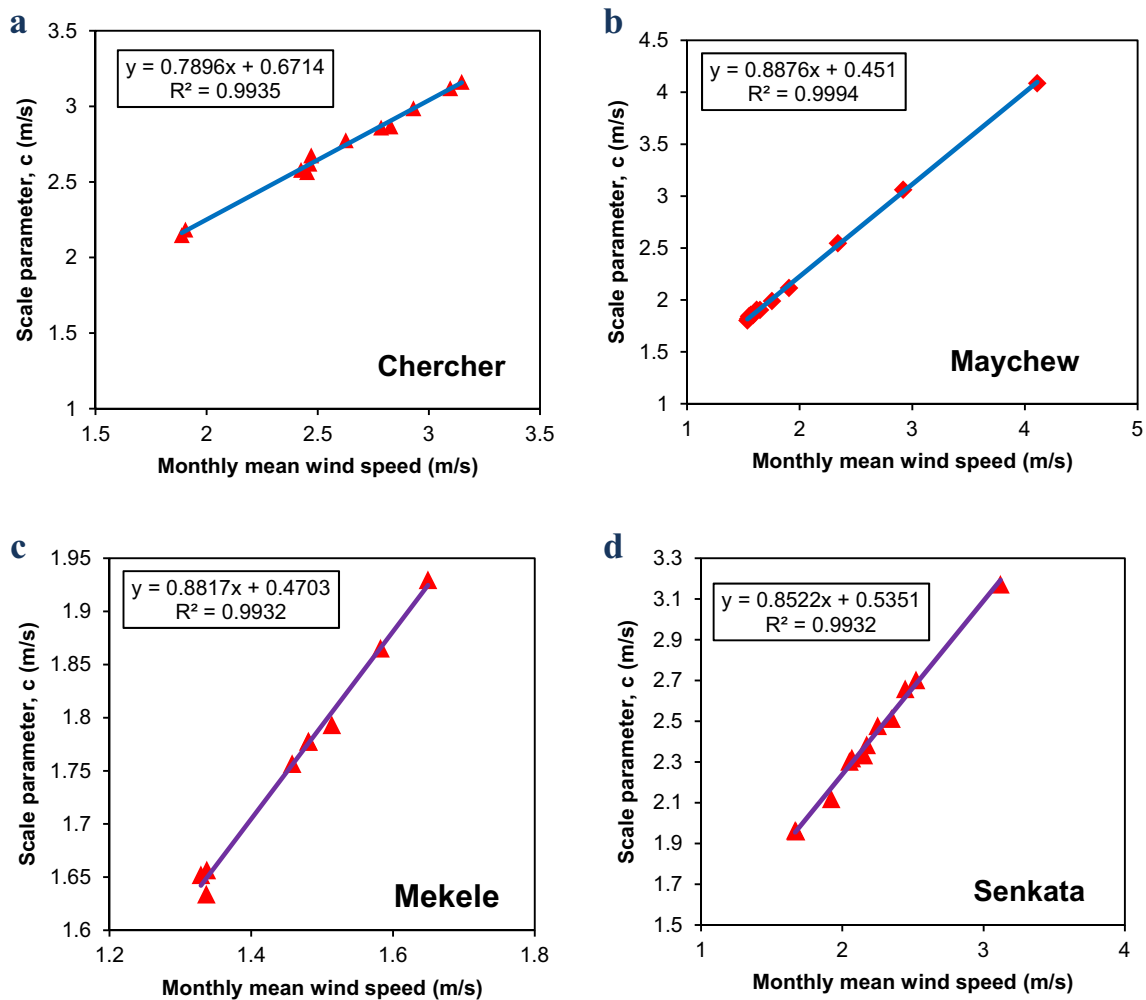 a
y = 0.7896x + 0.6714
R² = 0.9935
Scale parameter, c (m/s)
3.5
3
2.5
2
1.5
1
Chercher
1.5 2 2.5 3 3.5
Monthly mean wind speed (m/s)
b
y = 0.8876x + 0.451
R² = 0.9994
Scale parameter, c (m/s)
4.5
4
3.5
3
2.5
2
1.5
1
Maychew
1 2 3 4 5
Monthly mean wind speed (m/s)
c
y = 0.8817x + 0.4703
R² = 0.9932
Scale parameter, c (m/s)
1.95
1.9
1.85
1.8
1.75
1.7
1.65
1.6
Mekele
1.2 1.4 1.6 1.8
Monthly mean wind speed (m/s)
d
y = 0.8522x + 0.5351
R² = 0.9932
Scale parameter, c (m/s)
3.3
3.1
2.9
2.7
2.5
2.3
2.1
1.9
1.7
1.5
Senkata
1 2 3 4
Monthly mean wind speed (m/s)